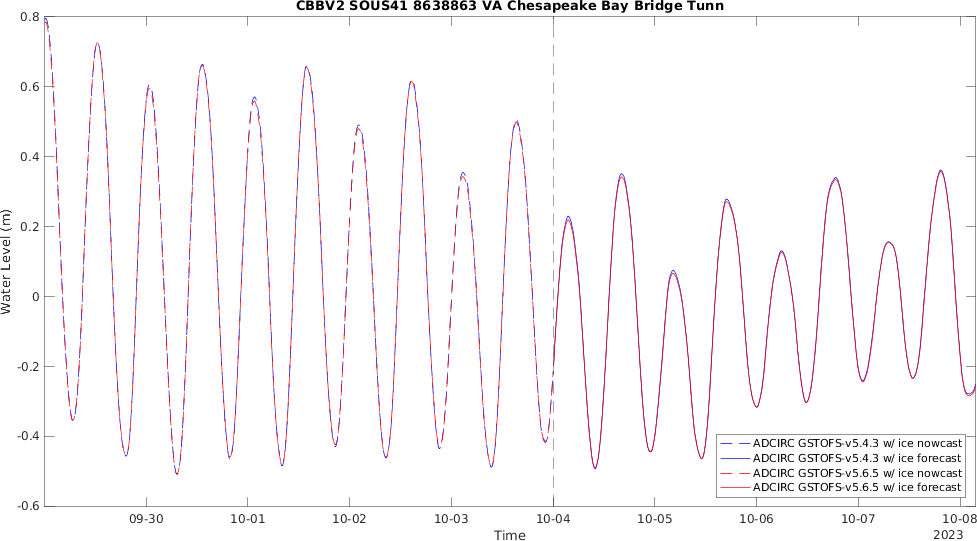 CBBV2 SOUS41 8638863 VA Chesapeake Bay Bridge Tunn
0.8
0.6
0.4
0.2
0
-0.2
-0.4
-0.6
Water Level (m)
09-30
10-01
10-02
10-03
10-04
10-05
10-06
10-07
10-08
2023
Time
ADCIRC GSTOFS-v5.4.3 w/ ice nowcast
ADCIRC GSTOFS-v5.4.3 w/ ice forecast
ADCIRC GSTOFS-v5.6.5 w/ ice nowcast
ADCIRC GSTOFS-v5.6.5 w/ ice forecast